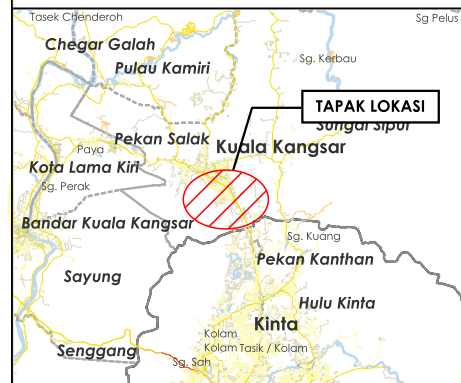 Tasek Chenderoh
Sg Pelus
Chegar Galah
Pulau Kamiri
Sg. Kerbau
TAPAK LOKASI
Sungai Siput
Pekan Salak
Kuala Kangsar
Paya
Kota Lama Kiri
Sg. Perak
Bandar Kuala Kangsar
Sg. Kuang
Pekan Kanthan
Sayung
Hulu Kinta
Kinta
Kolam
Kolam Tasik / Kolam
Senggang
Sg. Sah